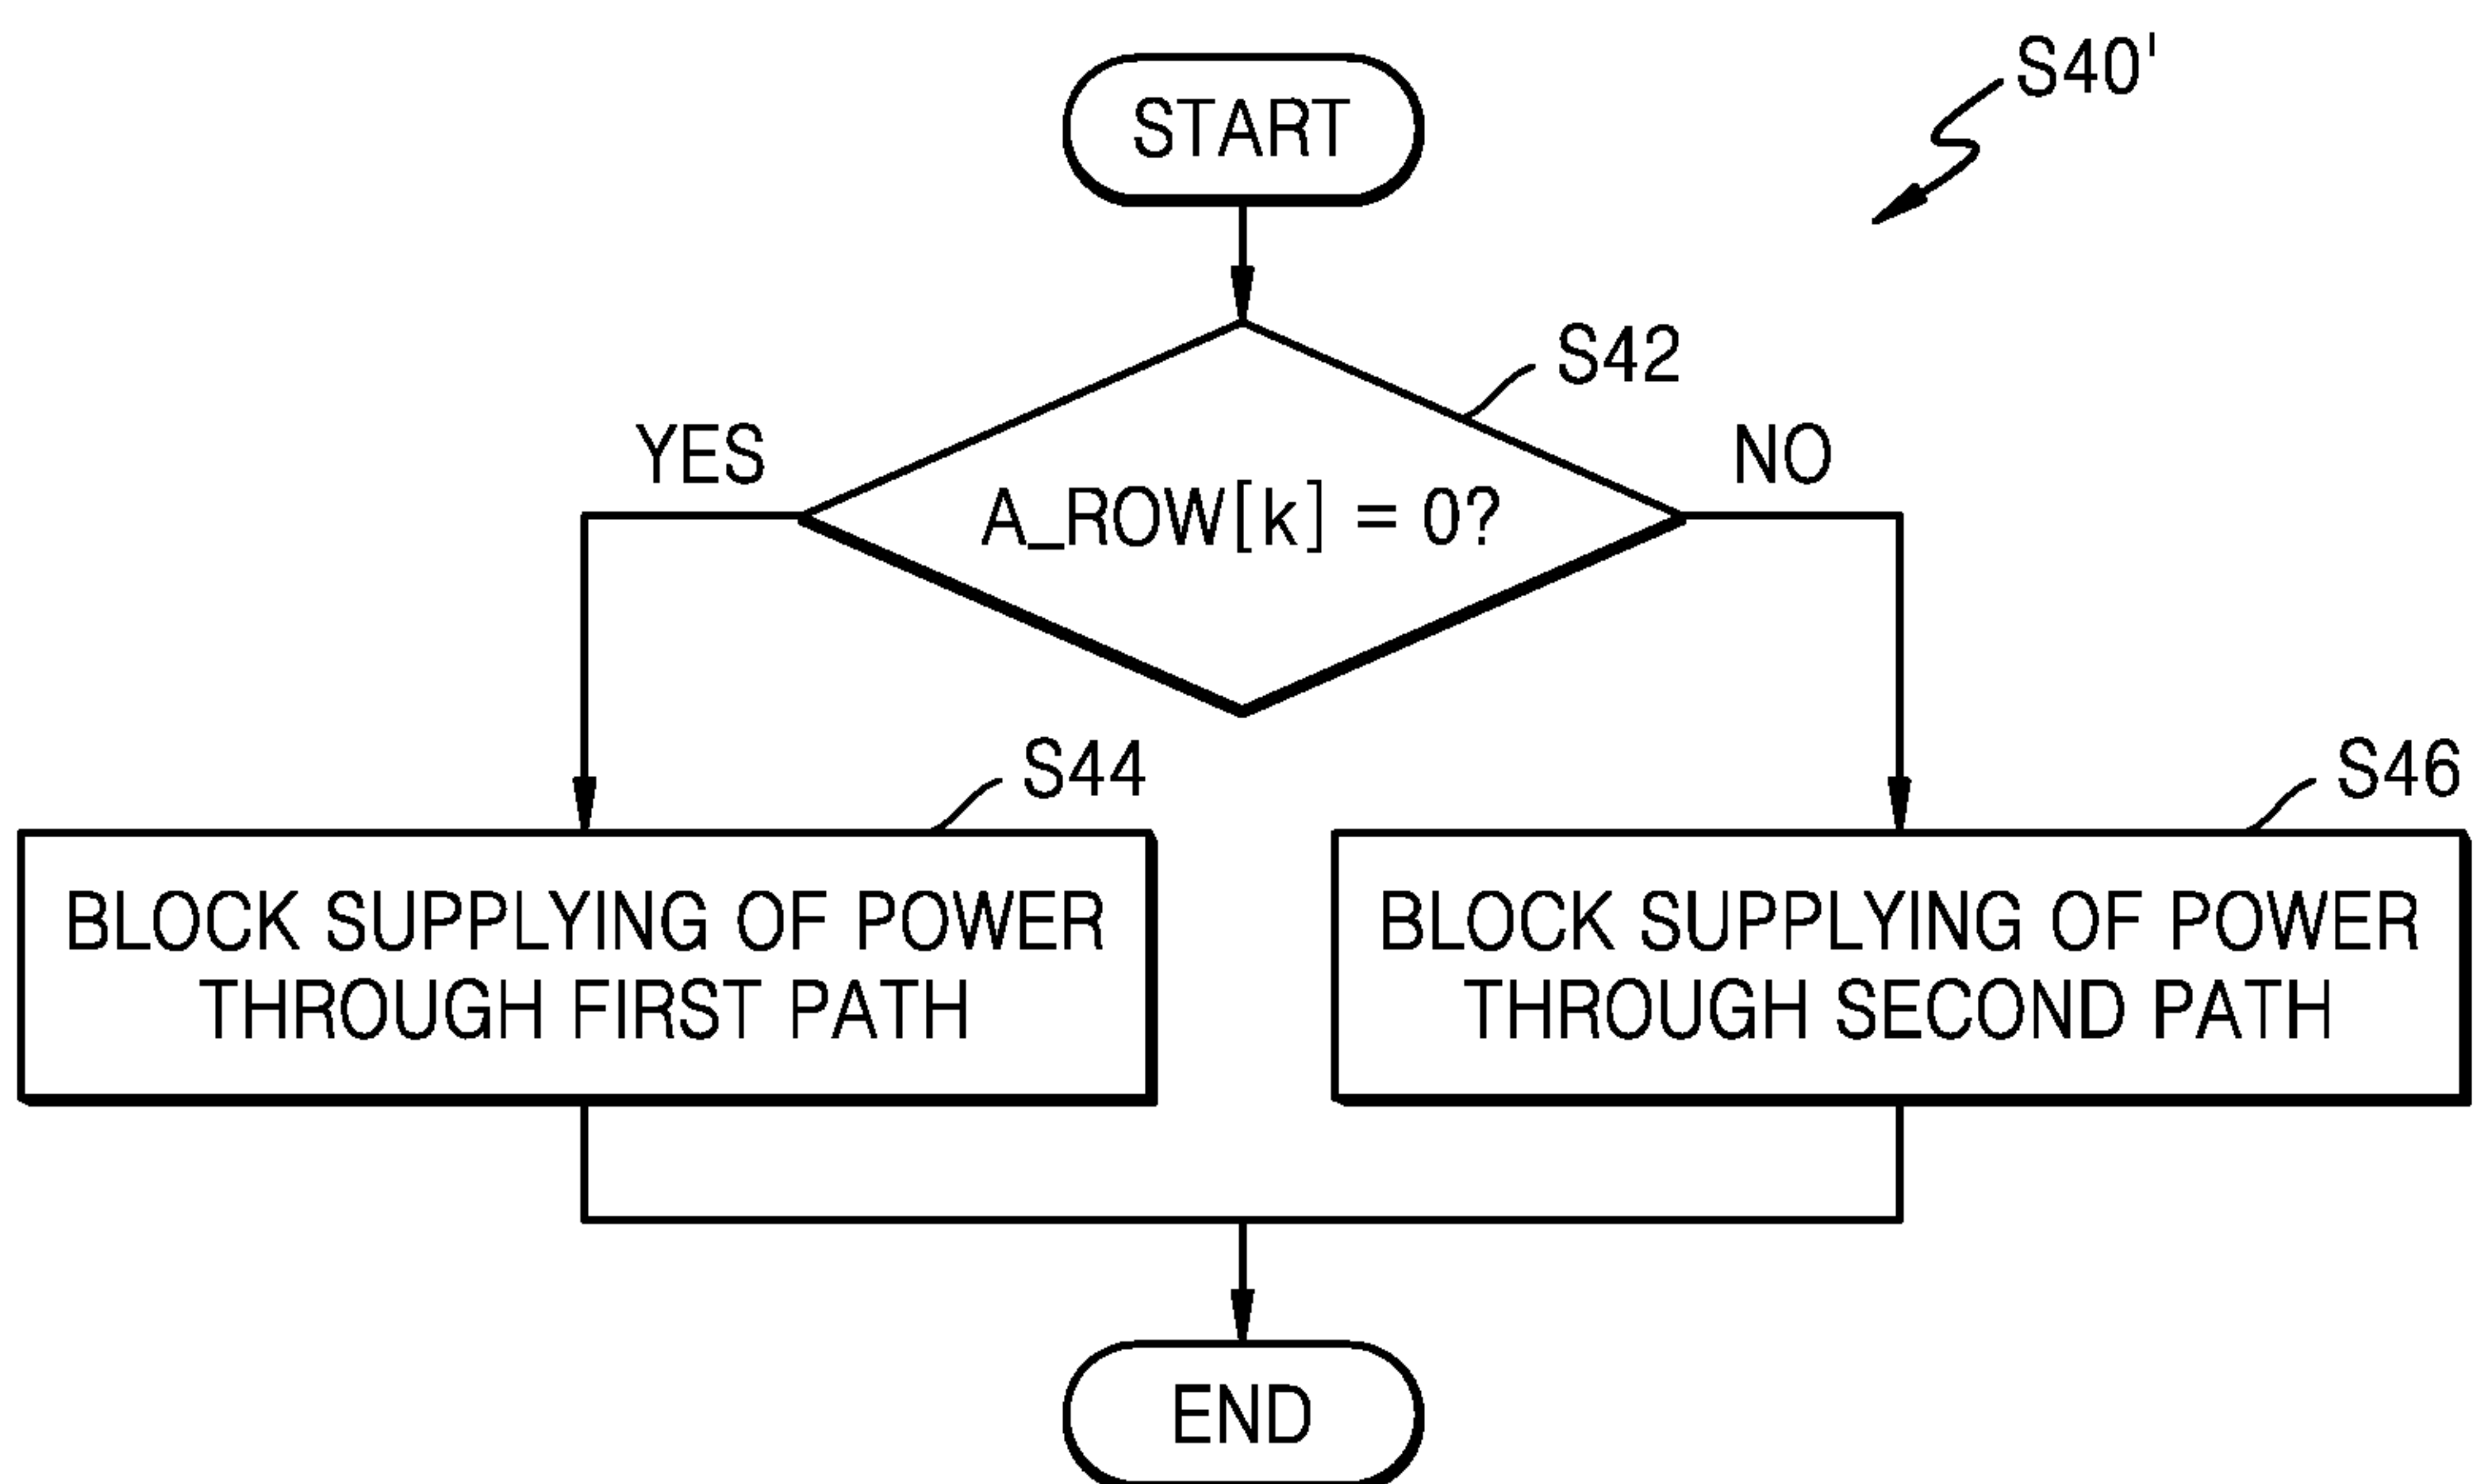 S40'
START
S42
YES
NO
A_ROW[k] = 0?
S44
S46
BLOCK SUPPLYING OF POWER
THROUGH FIRST PATH
BLOCK SUPPLYING OF POWER
THROUGH SECOND PATH
END